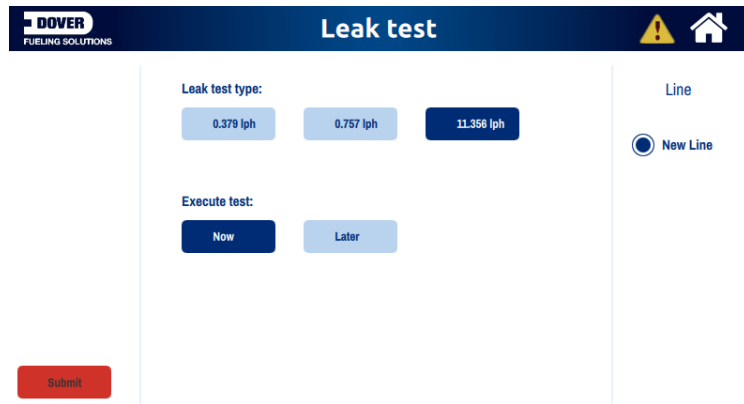 DOVER
FUELING SOLUTIONS
Leak test
Leak test type:
0.379 lph 0.757 lph 11.356 lph
Execute test:
Now Later
Line
New Line
Submit